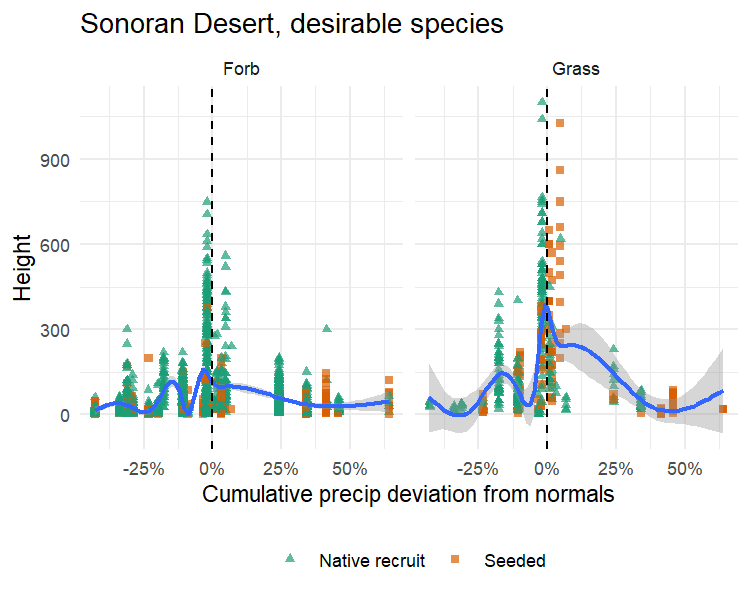 Sonoran Desert, desirable species
Forb
Grass
Height
900
600
300
0
-25%
0%
25%
50%
-25%
0%
25%
50%
Cumulative precip deviation from normals
Native recruit
Seeded